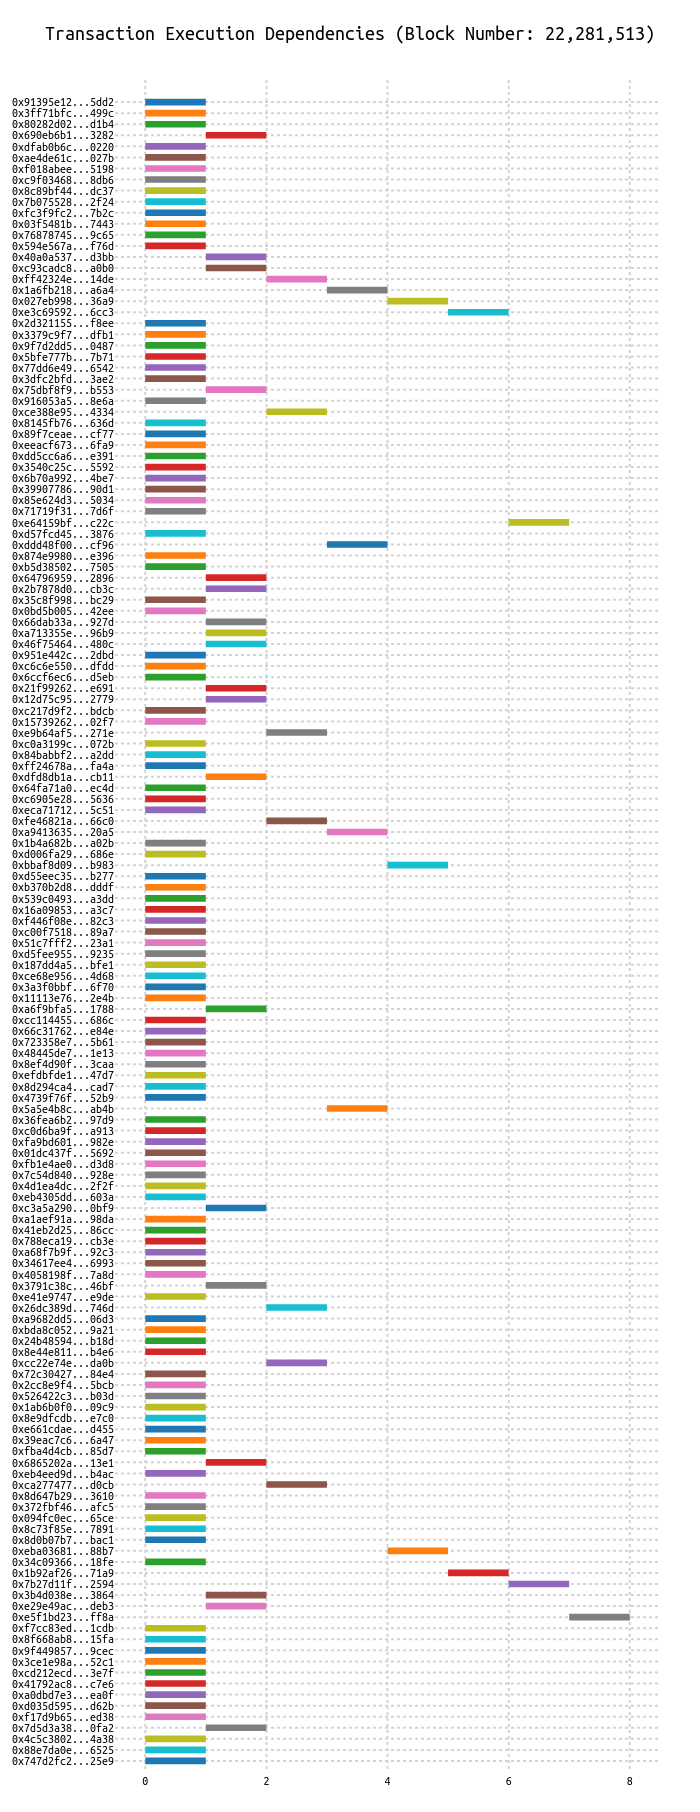 Transaction Execution Dependencies (Block Number: 22,281,513)
0x91395e12...5dd2
0x3ff71bfc...499c
0x80282d02...d1b4
0x690eb6b1...3282
0xdfab0b6c...0220
0xae4de61c...027b
0xf018abee...5198
0xc9f03468...8db6
0x8c89bf44...dc37
0x7b075528...2f24
0xfc3f9fc2...7b2c
0x03f5481b...7443
0x76878745...9c65
0x594e567a...f76d
0x40a0a537...d3bb
0xc93cadc8...a0b0
0xff42324e...14de
0x1a6fb218...a6a4
0x027eb998...36a9
0xe3c69592...6cc3
0x2d321155...f8ee
0x3379c9f7...dfb1
0x9f7d2dd5...0487
0x5bfe777b...7b71
0x77dd6e49...6542
0x3dfc2bfd...3ae2
0x75dbf8f9...b553
0x916053a5...8e6a
0xce388e95...4334
0x8145fb76...636d
0x89f7ceae...cf77
0xeeacf673...6fa9
0xdd5cc6a6...e391
0x3540c25c...5592
0x6b70a992...4be7
0x39907786...90d1
0x85e624d3...5034
0x71719f31...7d6f
0xe64159bf...c22c
0xd57fcd45...3876
0xddd48f00...cf96
0x874e9980...e396
0xb5d38502...7505
0x64796959...2896
0x2b7878d0...cb3c
0x35c8f998...bc29
0x0bd5b005...42ee
0x66dab33a...927d
0xa713355e...96b9
0x46f75464...480c
0x951e442c...2dbd
0xc6c6e550...dfdd
0x6ccf6ec6...d5eb
0x21f99262...e691
0x12d75c95...2779
0xc217d9f2...bdcb
0x15739262...02f7
0xe9b64af5...271e
0xc0a3199c...072b
0x84babbf2...a2dd
0xff24678a...fa4a
0xdfd8db1a...cb11
0x64fa71a0...ec4d
0xc6905e28...5636
0xeca71712...5c51
0xfe46821a...66c0
0xa9413635...20a5
0x1b4a682b...a02b
0xd006fa29...686e
0xbbaf8d09...b983
0xd55eec35...b277
0xb370b2d8...dddf
0x539c0493...a3dd
0x16a09853...a3c7
0xf446f08e...82c3
0xc00f7518...89a7
0x51c7fff2...23a1
0xd5fee955...9235
0x187dd4a5...bfe1
0xce68e956...4d68
0x3a3f0bbf...6f70
0x11113e76...2e4b
0xa6f9bfa5...1788
0xcc114455...686c
0x66c31762...e84e
0x723358e7...5b61
0x48445de7...1e13
0x8ef4d90f...3caa
0xefdbfde1...47d7
0x8d294ca4...cad7
0x4739f76f...52b9
0x5a5e4b8c...ab4b
0x36fea6b2...97d9
0xc0d6ba9f...a913
0xfa9bd601...982e
0x01dc437f...5692
0xfb1e4ae0...d3d8
0x7c54d840...928e
0x4d1ea4dc...2f2f
0xeb4305dd...603a
0xc3a5a290...0bf9
0xa1aef91a...98da
0x41eb2d25...86cc
0x788eca19...cb3e
0xa68f7b9f...92c3
0x34617ee4...6993
0x4058198f...7a8d
0x3791c38c...46bf
0xe41e9747...e9de
0x26dc389d...746d
0xa9682dd5...06d3
0xbda8c052...9a21
0x24b48594...b18d
0x8e44e811...b4e6
0xcc22e74e...da0b
0x72c30427...84e4
0x2cc8e9f4...5bcb
0x526422c3...b03d
0x1ab6b0f0...09c9
0x8e9dfcdb...e7c0
0xe661cdae...d455
0x39eac7c6...6a47
0xfba4d4cb...85d7
0x6865202a...13e1
0xeb4eed9d...b4ac
0xca277477...d0cb
0x8d647b29...3610
0x372fbf46...afc5
0x094fc0ec...65ce
0x8c73f85e...7891
0x8d0b07b7...bac1
0xeba03681...88b7
0x34c09366...18fe
0x1b92af26...71a9
0x7b27d11f...2594
0x3b4d038e...3864
0xe29e49ac...deb3
0xe5f1bd23...ff8a
0xf7cc83ed...1cdb
0x8f668ab8...15fa
0x9f449857...9cec
0x3ce1e98a...52c1
0xcd212ecd...3e7f
0x41792ac8...c7e6
0xa0dbd7e3...ea0f
0xd035d595...d62b
0xf17d9b65...ed38
0x7d5d3a38...0fa2
0x4c5c3802...4a38
0x88e7da0e...6525
0x747d2fc2...25e9
0 2 4 6 8